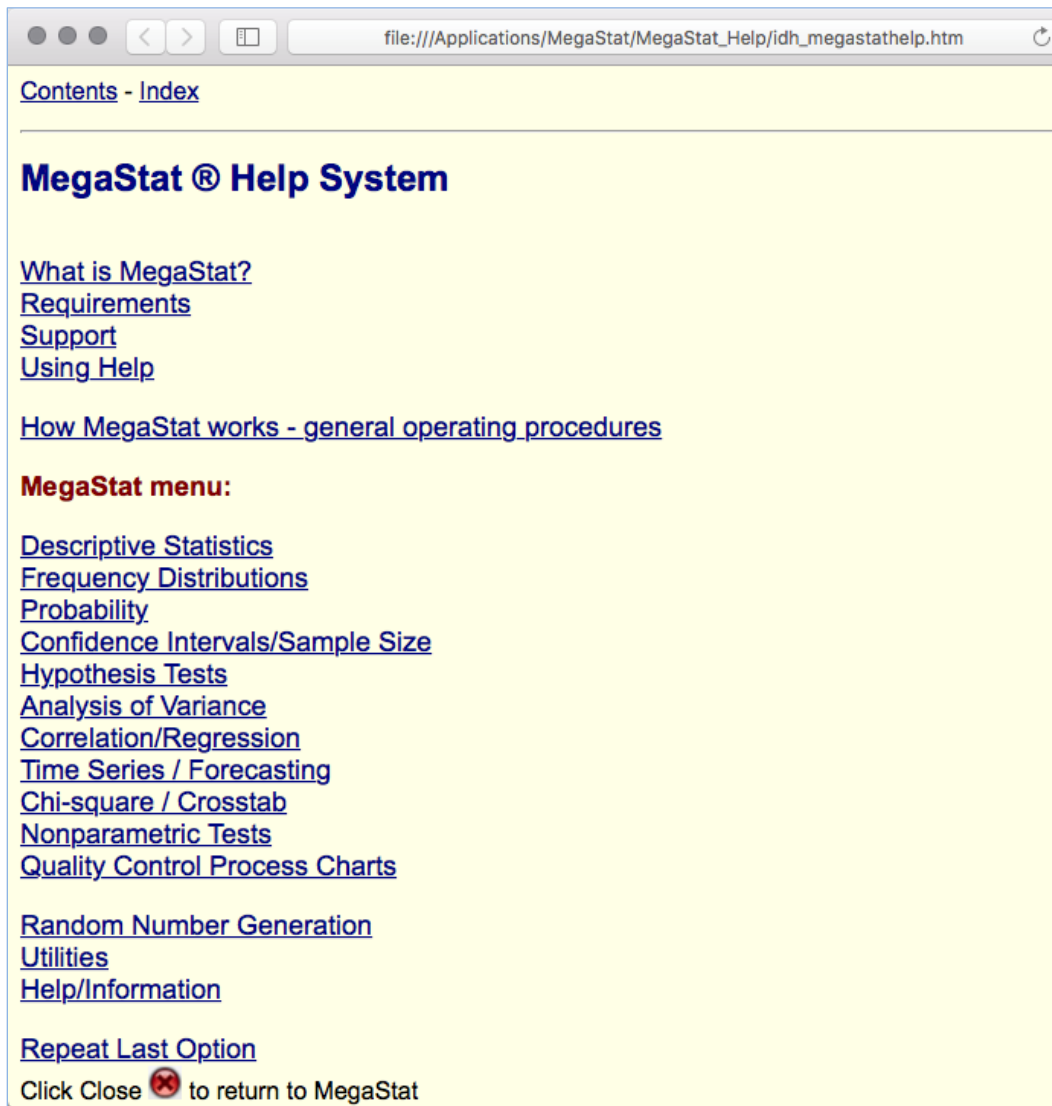 file:///Applications/MegaStat/MegaStat_Help/idh_megastathelp.htm
Contents - Index
MegaStat ® Help System
What is MegaStat?
Requirements
Support
Using Help
How MegaStat works - general operating procedures
MegaStat menu:
Descriptive Statistics
Frequency Distributions
Probability
Confidence Intervals/Sample Size
Hypothesis Tests
Analysis of Variance
Correlation/Regression
Time Series / Forecasting
Chi-square / Crosstab
Nonparametric Tests
Quality Control Process Charts
Random Number Generation
Utilities
Help/Information
Repeat Last Option
Click Close to return to MegaStat